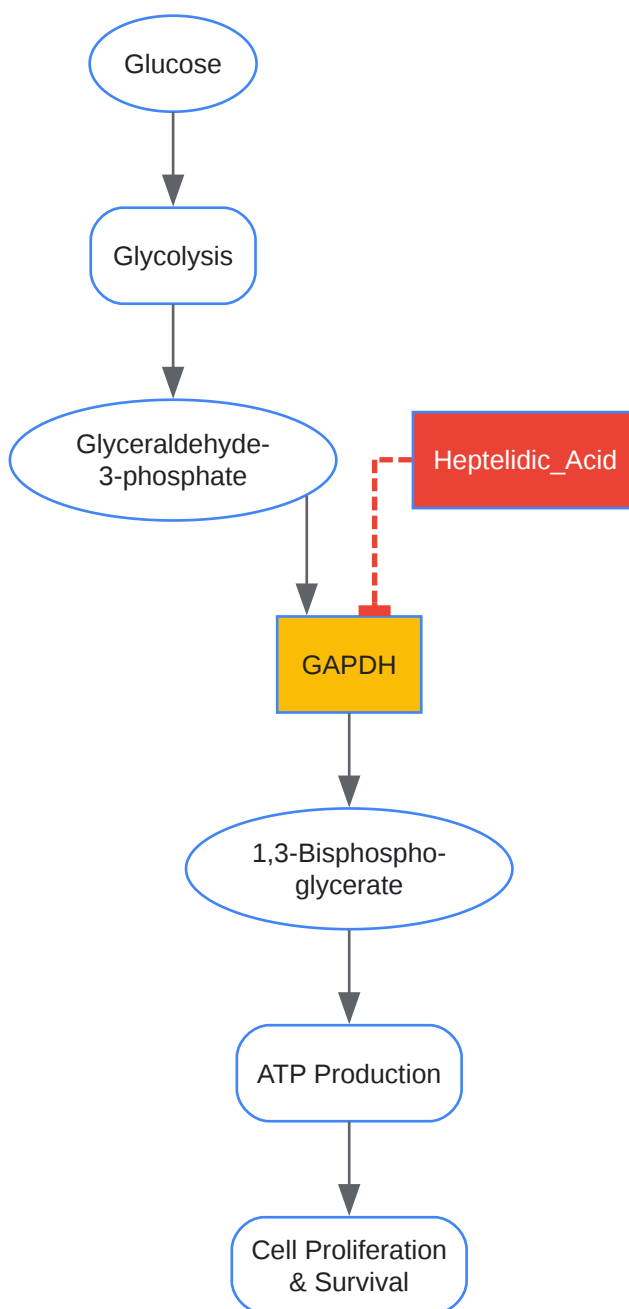 Glucose
Glycolysis
Glyceraldehyde-
3-phosphate
Heptelidic_Acid
GAPDH
1,3-Bisphospho-
glycerate
ATP Production
Cell Proliferation
& Survival